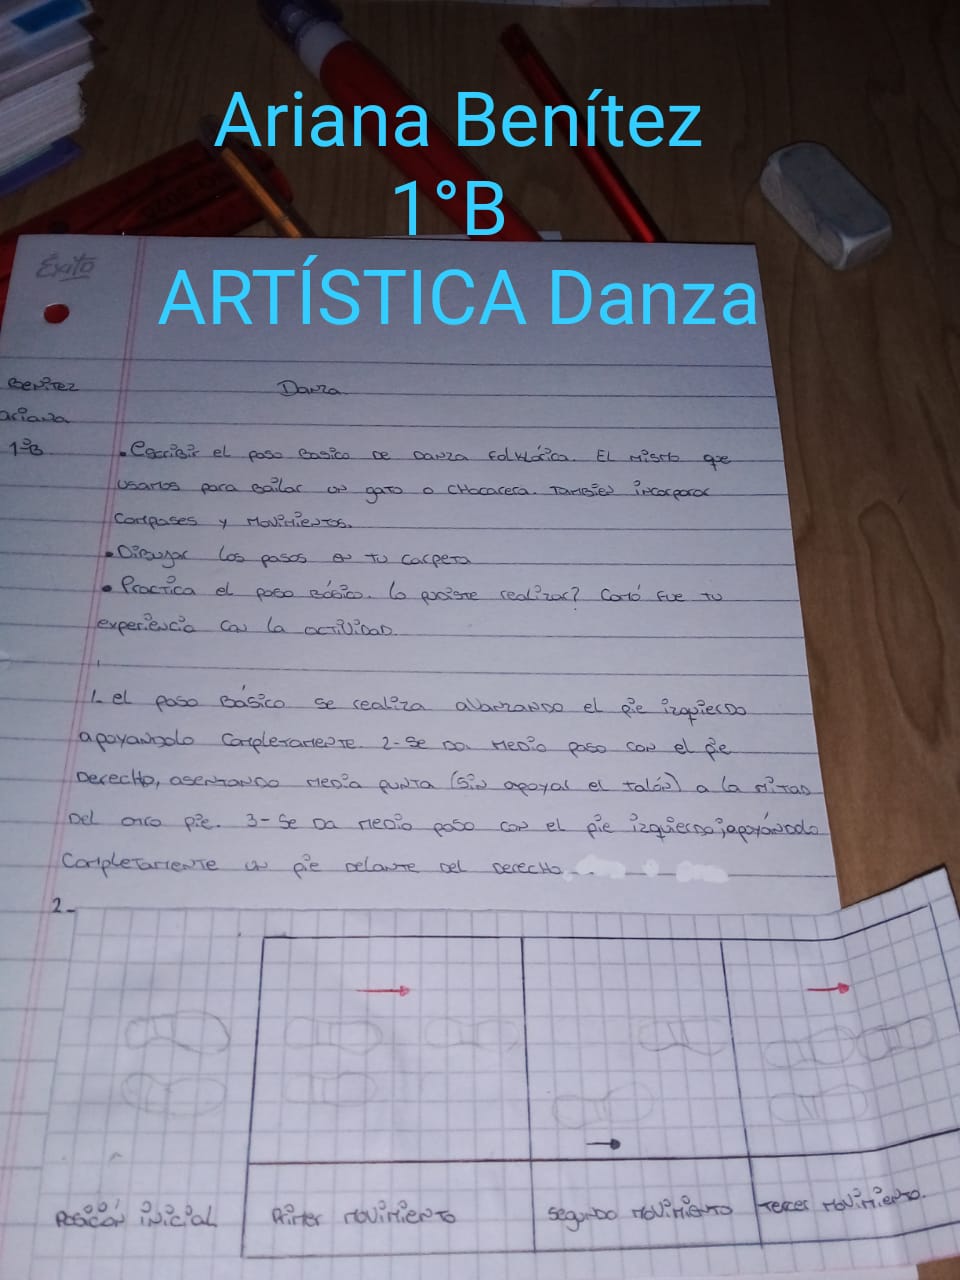 Ariana Benítez
1°B
ARTÍSTICA Danza
Éxito
Benitez
ariana
1°B
Danza
• Escribir el paso Basico de Danza Folklórica. El mismo que
usamos para bailar un gato o chacarera. También incorporar
compases y movimientos.
• Dibujar los pasos en tu carpeta
• Practica el paso básico. Lo pudiste realizar? Comó fue tu
experiencia con la actividad.
1. el paso Básico se realiza avanzando el pie izquierdo
apoyandolo completamente. 2- Se da medio paso con el pie
Derecho, asentando media punta (sin apoyar el talón) a la mitad
Del otro pie. 3- Se da medio paso con el pie izquierdo; apoyándolo
Completamente un pie delante del derecho.
2-
Posición inicial
Primer movimiento
Segundo movimiento
Tercer movimiento.